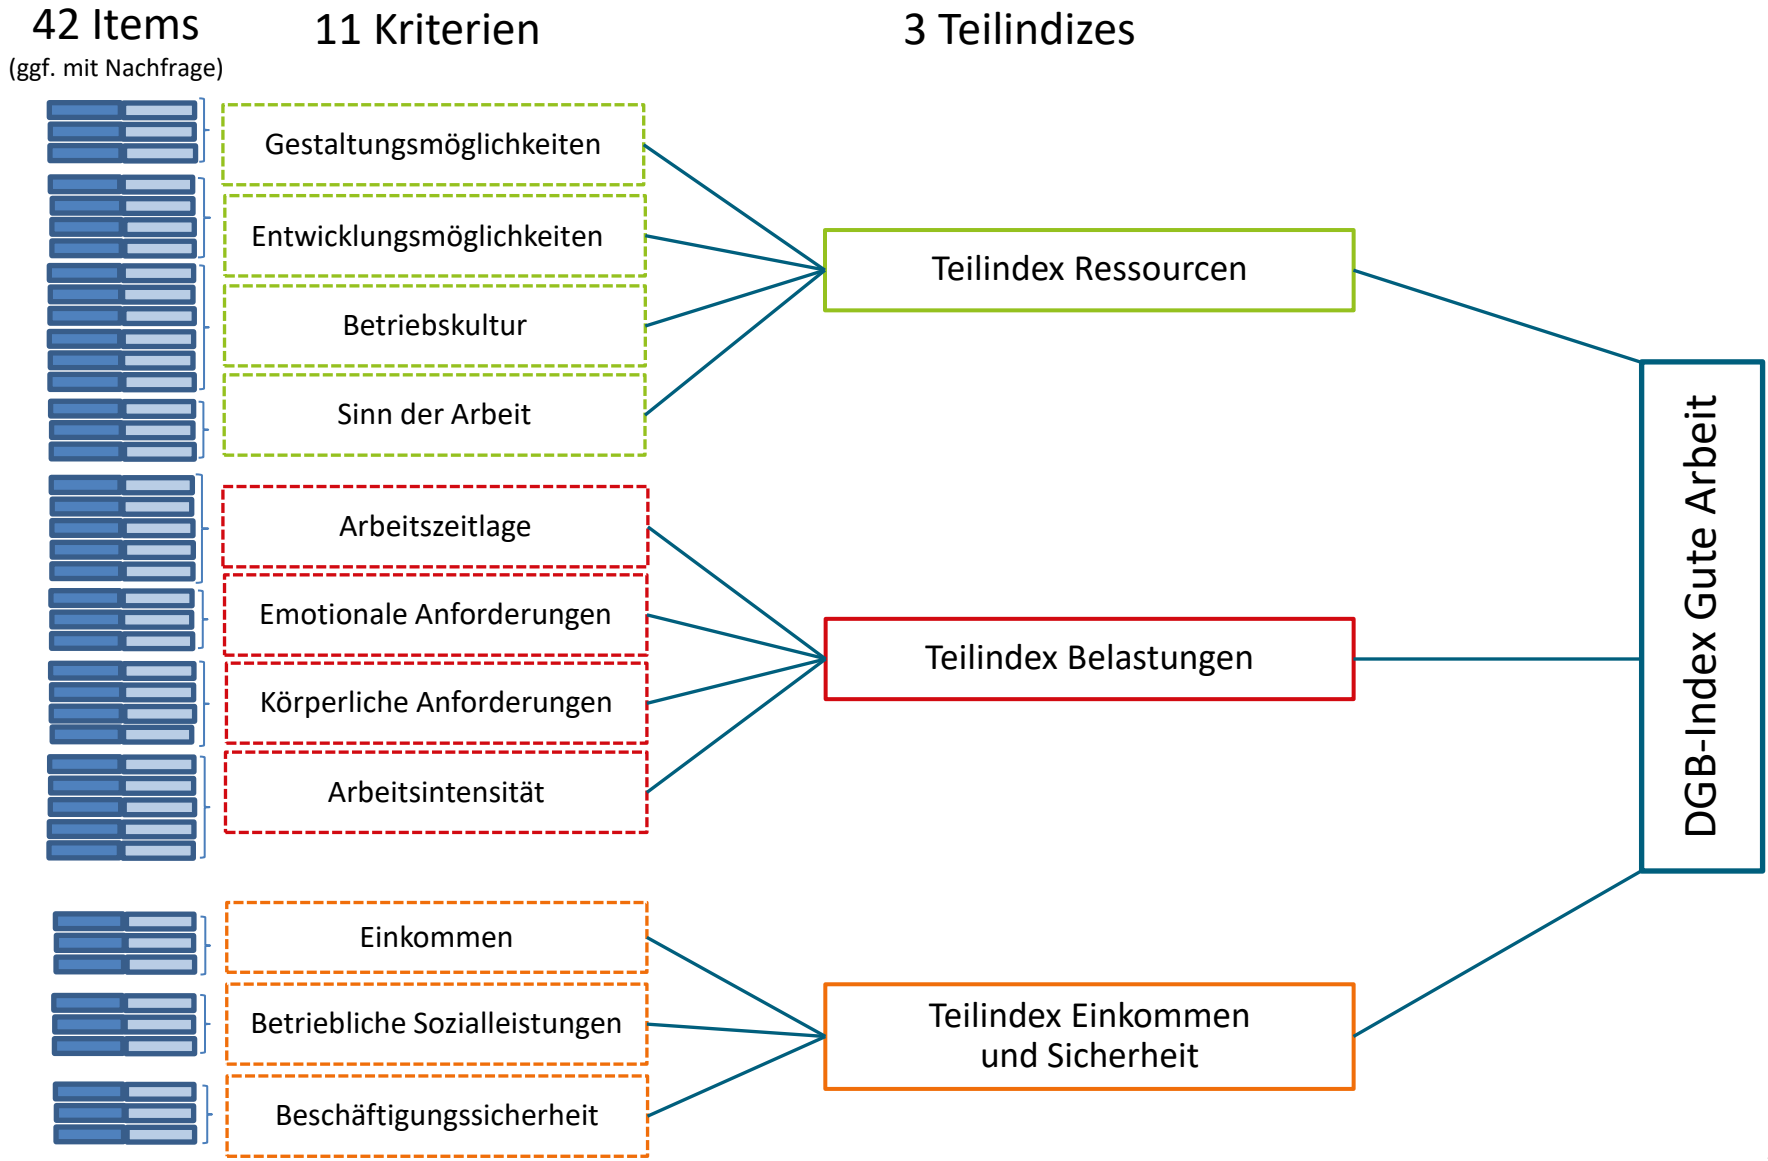 42 Items
(ggf. mit Nachfrage)
11 Kriterien
3 Teilindizes
Gestaltungsmöglichkeiten
Entwicklungsmöglichkeiten
Betriebskultur
Sinn der Arbeit
Teilindex Ressourcen
Arbeitszeitlage
Emotionale Anforderungen
Körperliche Anforderungen
Arbeitsintensität
Teilindex Belastungen
Einkommen
Betriebliche Sozialleistungen
Beschäftigungssicherheit
Teilindex Einkommen
und Sicherheit
DGB-Index Gute Arbeit